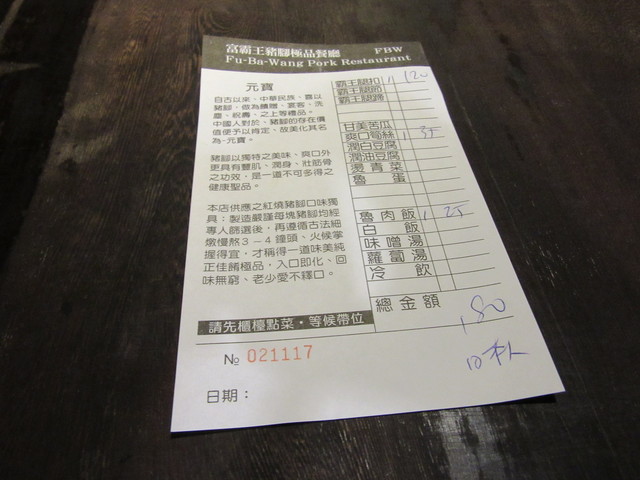 富霸王豬腳極品餐廳 FBW
Fu-Ba-Wang Pork Restaurant
元寶
自古以來,中華民族,喜以
豬腳,做為饋贈、宴客、洗
塵、祝壽、之上等禮品。
中國人對於、豬腳的存在價
值便予以肯定、故美化其名
為-元寶。
豬腳以獨特之美味、爽口外
更具有豐肌、潤身、壯筋骨
之功效,是一道不可多得之
健康聖品。
本店供應之紅燒豬腳口味獨
具:製造嚴謹每塊豬腳均經
專人篩選後,再遵循古法細
燉慢熬3-4鐘頭、火候掌
握得宜,才稱得一道味美純
正佳餚極品,入口即化、回
味無窮、老少愛不釋口。
請先櫃檯點菜・等候帶位
№ 021117
日期:
霸王腿扣 1 120
霸王腿節
霸王腿蹄
甘美苦瓜
爽口筍絲 1 35
潤白豆腐
潤油豆腐
燙青菜
魯蛋
魯肉飯 1 25
白飯
味噌湯
蘿蔔湯
冷飲
總金額
180